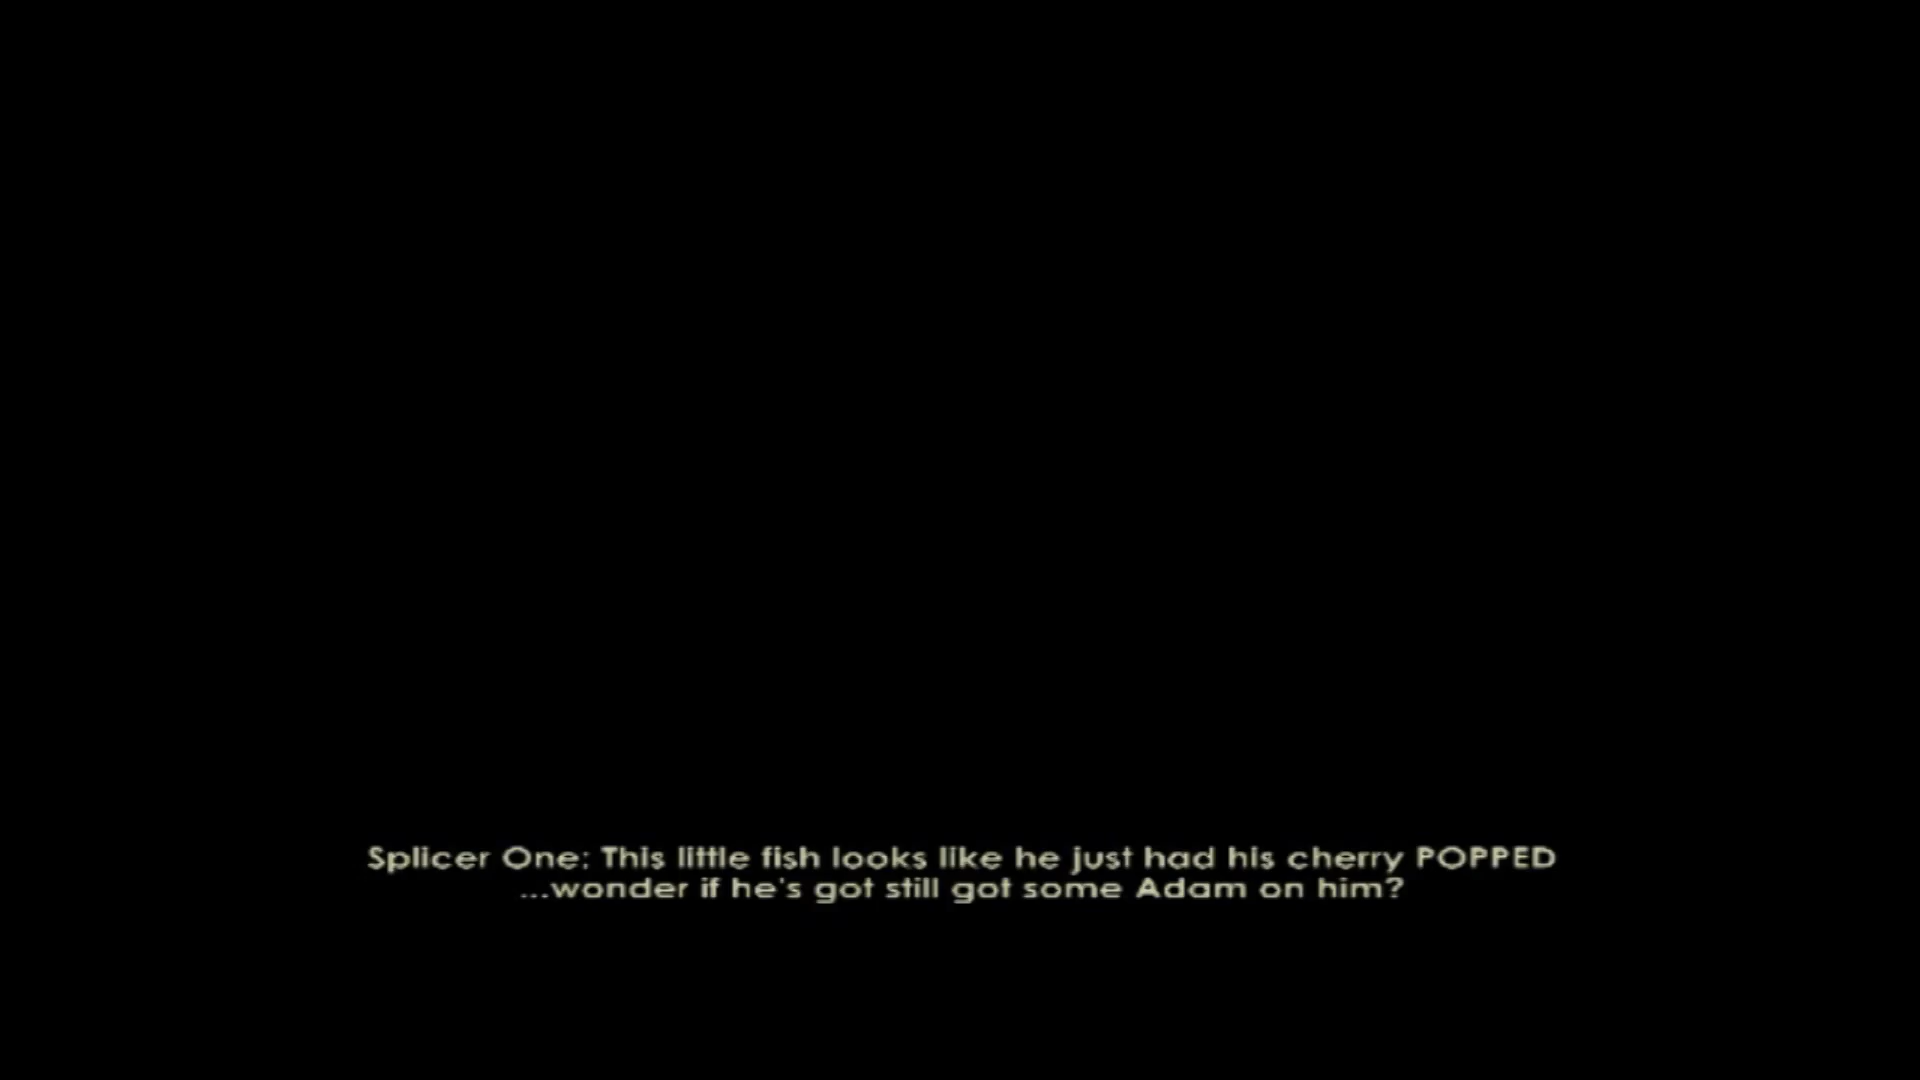 Splicer One: This little fish looks like he just had his cherry POPPED
...wonder if he's got still got some Adam on him?